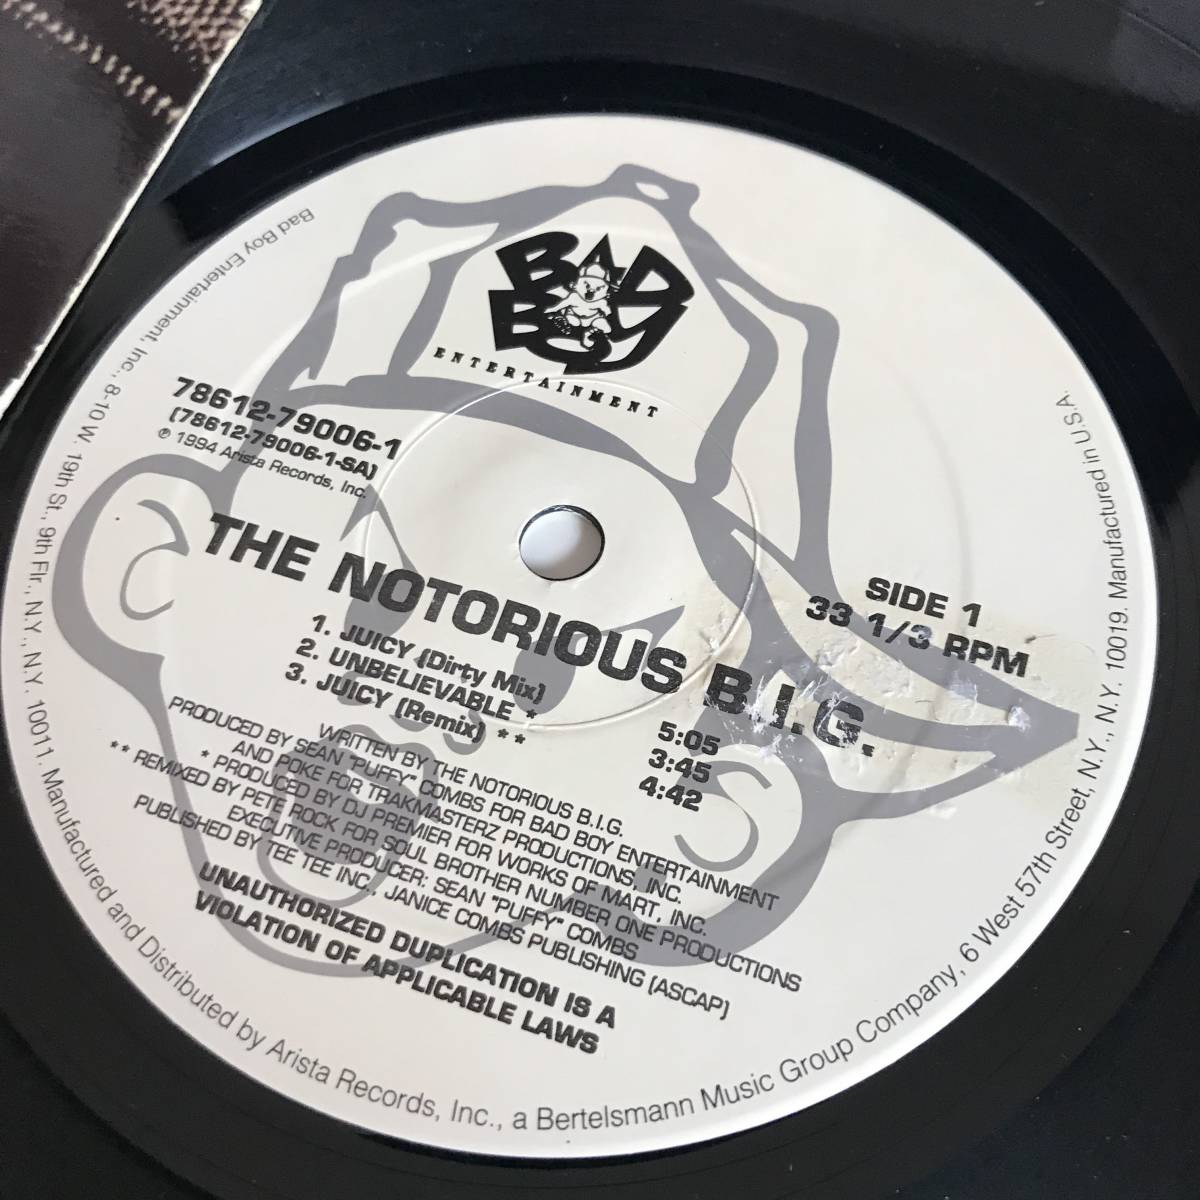 BAD
BOY
ENTERTAINMENT
78612-79006-1
(78612-79006-1-SA)
℗ 1994 Arista Records, Inc.
SIDE 1
33 1/3 RPM
THE NOTORIOUS B.I.G.
1. JUICY (Dirty Mix) 5:05
2. UNBELIEVABLE * 3:45
3. JUICY (Remix) ** 4:42
WRITTEN BY THE NOTORIOUS B.I.G.
PRODUCED BY SEAN "PUFFY" COMBS FOR BAD BOY ENTERTAINMENT
AND POKE FOR TRAKMASTERZ PRODUCTIONS, INC.
* PRODUCED BY DJ PREMIER FOR WORKS OF MART, INC.
** REMIXED BY PETE ROCK FOR SOUL BROTHER NUMBER ONE PRODUCTIONS
EXECUTIVE PRODUCER: SEAN "PUFFY" COMBS
PUBLISHED BY TEE TEE INC./JANICE COMBS PUBLISHING (ASCAP)
UNAUTHORIZED DUPLICATION IS A
VIOLATION OF APPLICABLE LAWS
Bad Boy Entertainment, Inc., 8-10 W. 19th St., 9th Flr., N.Y., N.Y. 10011. Manufactured and Distributed by Arista Records, Inc., a Bertelsmann Music Group Company, 6 West 57th Street, N.Y., N.Y. 10019. Manufactured in U.S.A.